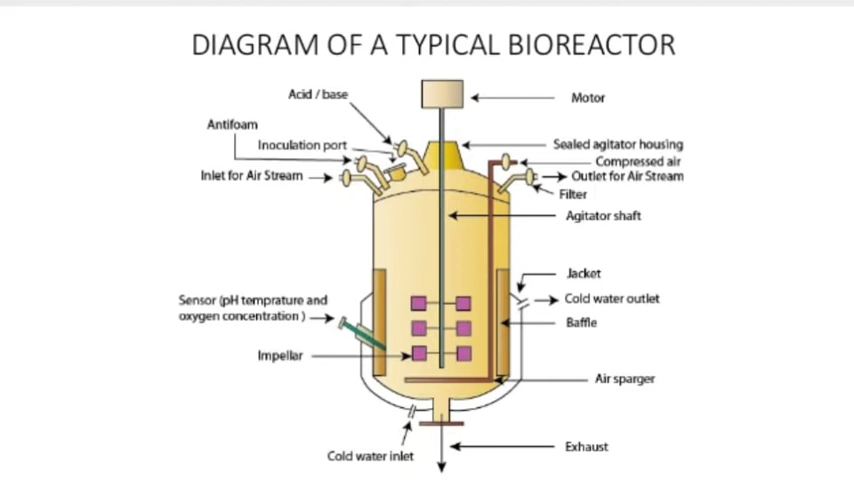 DIAGRAM OF A TYPICAL BIOREACTOR
Acid / base
Motor
Antifoam
Inoculation port
Sealed agitator housing
Compressed air
Inlet for Air Stream
Outlet for Air Stream
Filter
Agitator shaft
Jacket
Sensor (pH temprature and
oxygen concentration )
Cold water outlet
Baffle
Impellar
Air sparger
Exhaust
Cold water inlet